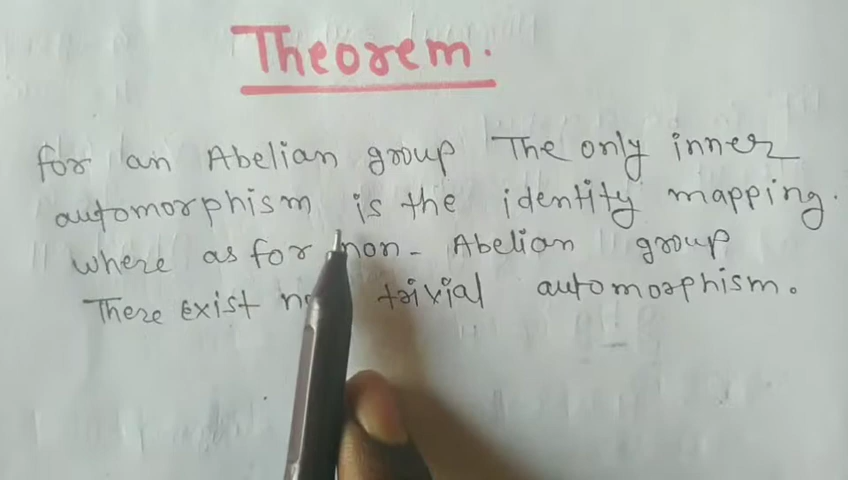 Theorem.
for an Abelian group The only inner
automorphism is the identity mapping.
where as for non- Abelian group
There exist trivial automorphism.